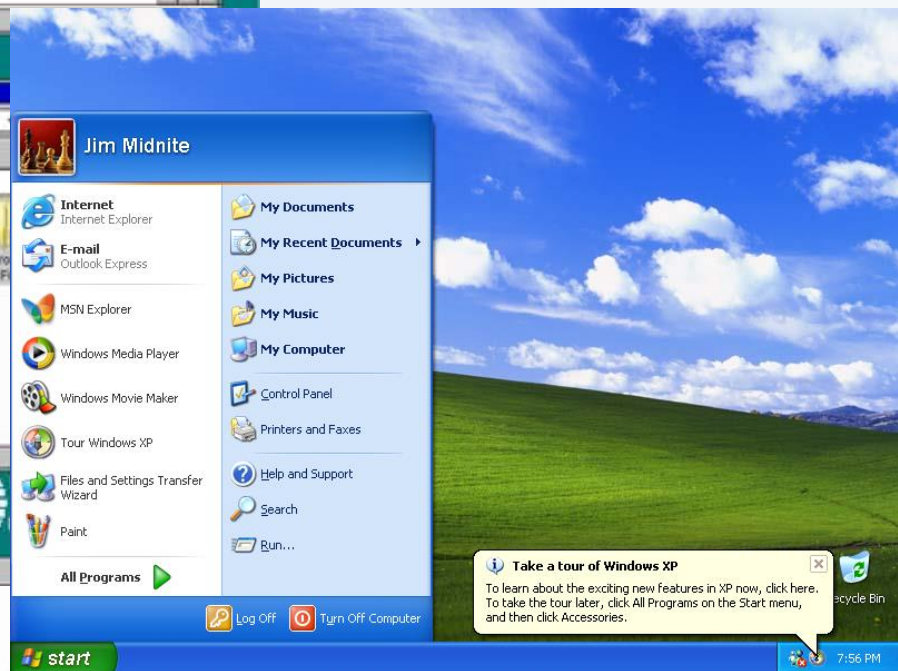 Jim Midnite
Internet
Internet Explorer
E-mail
Outlook Express
MSN Explorer
Windows Media Player
Windows Movie Maker
Tour Windows XP
Files and Settings Transfer
Wizard
Paint
All Programs
My Documents
My Recent Documents
My Pictures
My Music
My Computer
Control Panel
Printers and Faxes
Help and Support
Search
Run...
Log Off
Turn Off Computer
Take a tour of Windows XP
To learn about the exciting new features in XP now, click here.
To take the tour later, click All Programs on the Start menu,
and then click Accessories.
ecycle Bin
start
7:56 PM